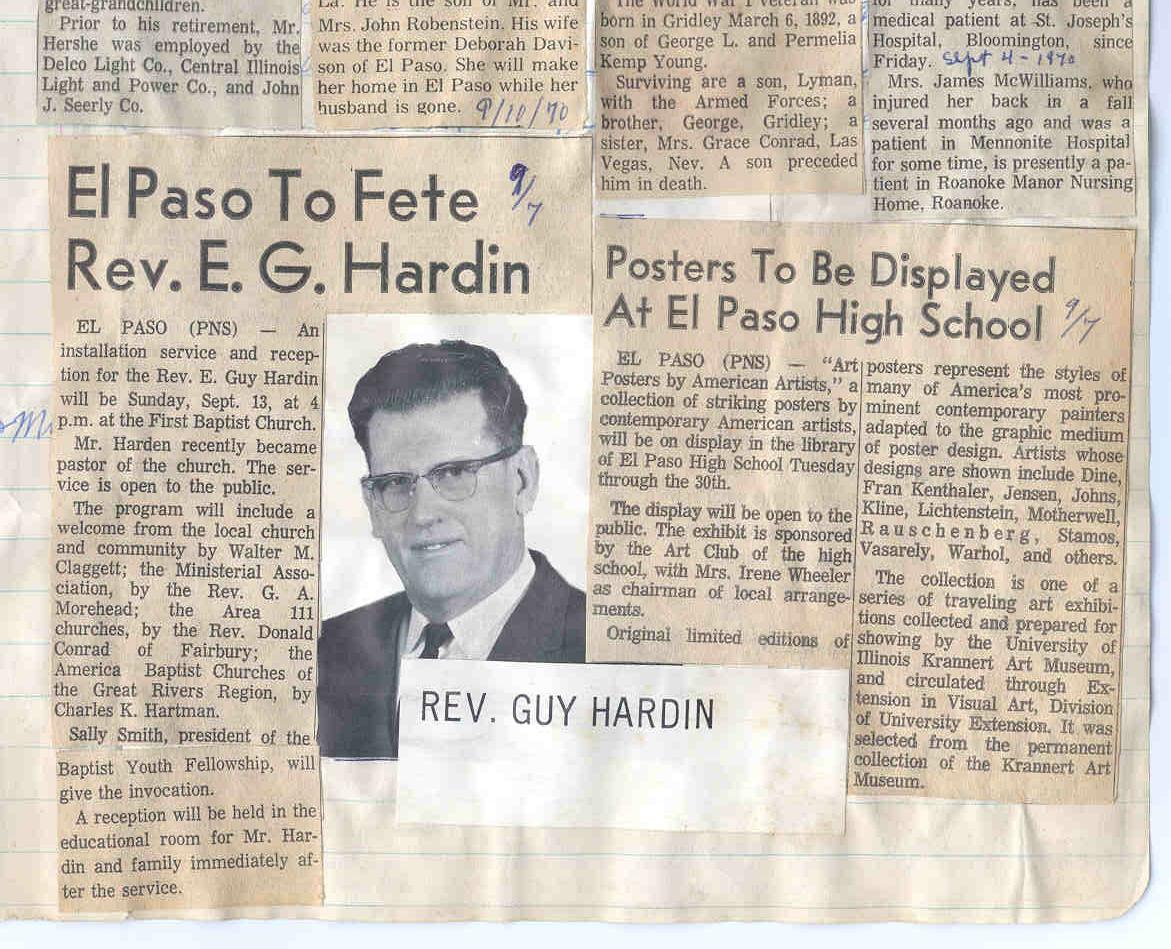 great-grandchildren.
Prior to his retirement, Mr.
Hershe was employed by the
Delco Light Co., Central Illinois
Light and Power Co., and John
J. Seerly Co.
La. He is the son of Mr. and
Mrs. John Robenstein. His wife
was the former Deborah Davi-
son of El Paso. She will make
her home in El Paso while her
husband is gone. 9/10/70
The World War I veteran was
born in Gridley March 6, 1892, a
son of George L. and Permelia
Kemp Young.
Surviving are a son, Lyman,
with the Armed Forces; a
brother, George, Gridley; a
sister, Mrs. Grace Conrad, Las
Vegas, Nev. A son preceded
him in death.
for many years, has been a
medical patient at St. Joseph's
Hospital, Bloomington, since
Friday. Sept 4-1970
Mrs. James McWilliams, who
injured her back in a fall
several months ago and was a
patient in Mennonite Hospital
for some time, is presently a pa-
tient in Roanoke Manor Nursing
Home, Roanoke.
El Paso To Fete 9/7
Rev. E. G. Hardin
EL PASO (PNS) — An
installation service and recep-
tion for the Rev. E. Guy Hardin
will be Sunday, Sept. 13, at 4
p.m. at the First Baptist Church.
Mr. Harden recently became
pastor of the church. The ser-
vice is open to the public.
The program will include a
welcome from the local church
and community by Walter M.
Claggett; the Ministerial Asso-
ciation, by the Rev. G. A.
Morehead; the Area 111
churches, by the Rev. Donald
Conrad of Fairbury; the
America Baptist Churches of
the Great Rivers Region, by
Charles K. Hartman.
Sally Smith, president of the
Baptist Youth Fellowship, will
give the invocation.
A reception will be held in the
educational room for Mr. Har-
din and family immediately af-
ter the service.
REV. GUY HARDIN
Posters To Be Displayed
At El Paso High School 9/7
EL PASO (PNS) — "Art
Posters by American Artists," a
collection of striking posters by
contemporary American artists,
will be on display in the library
of El Paso High School Tuesday
through the 30th.
The display will be open to the
public. The exhibit is sponsored
by the Art Club of the high
school, with Mrs. Irene Wheeler
as chairman of local arrange-
ments.
Original limited editions of
posters represent the styles of
many of America's most pro-
minent contemporary painters
adapted to the graphic medium
of poster design. Artists whose
designs are shown include Dine,
Fran Kenthaler, Jensen, Johns,
Kline, Lichtenstein, Motherwell,
Rauschenberg, Stamos,
Vasarely, Warhol, and others.
The collection is one of a
series of traveling art exhibi-
tions collected and prepared for
showing by the University of
Illinois Krannert Art Museum,
and circulated through Ex-
tension in Visual Art, Division
of University Extension. It was
selected from the permanent
collection of the Krannert Art
Museum.